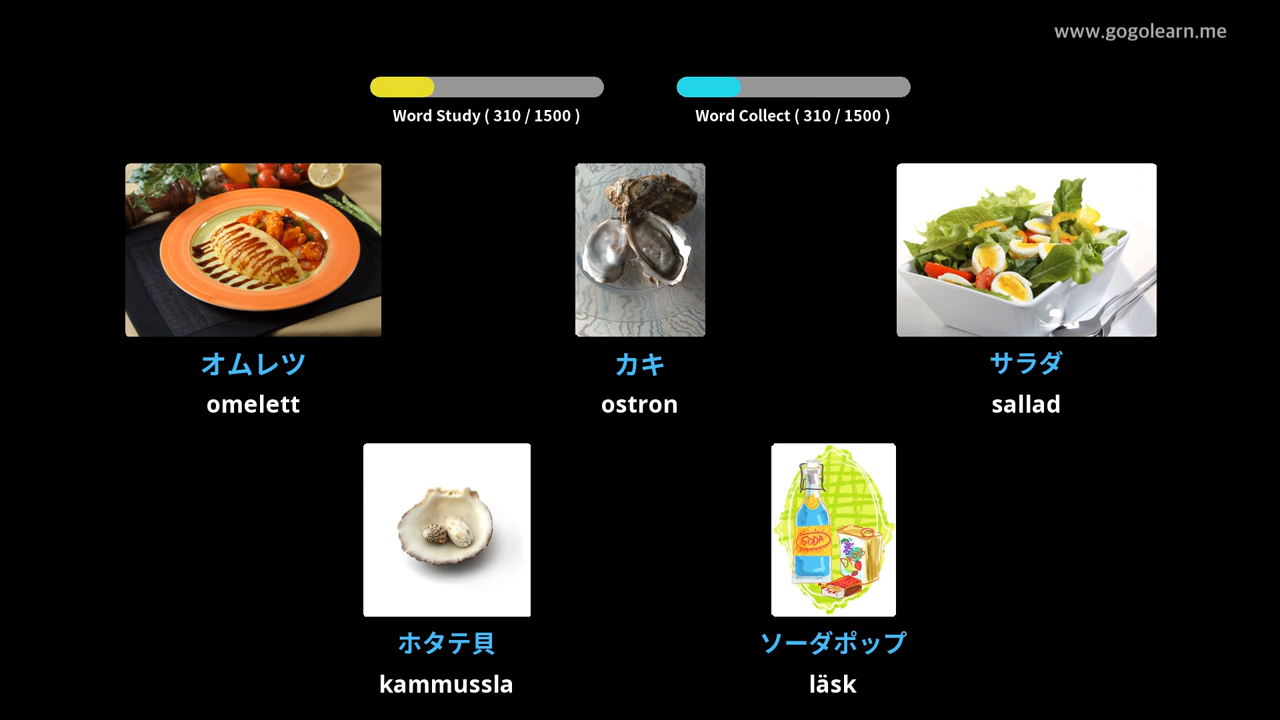 www.gogolearn.me
Word Study ( 310 / 1500 )
Word Collect ( 310 / 1500 )
オムレツ
omelett
カキ
ostron
サラダ
sallad
SODA
ホタテ貝
kammussla
ソーダポップ
läsk